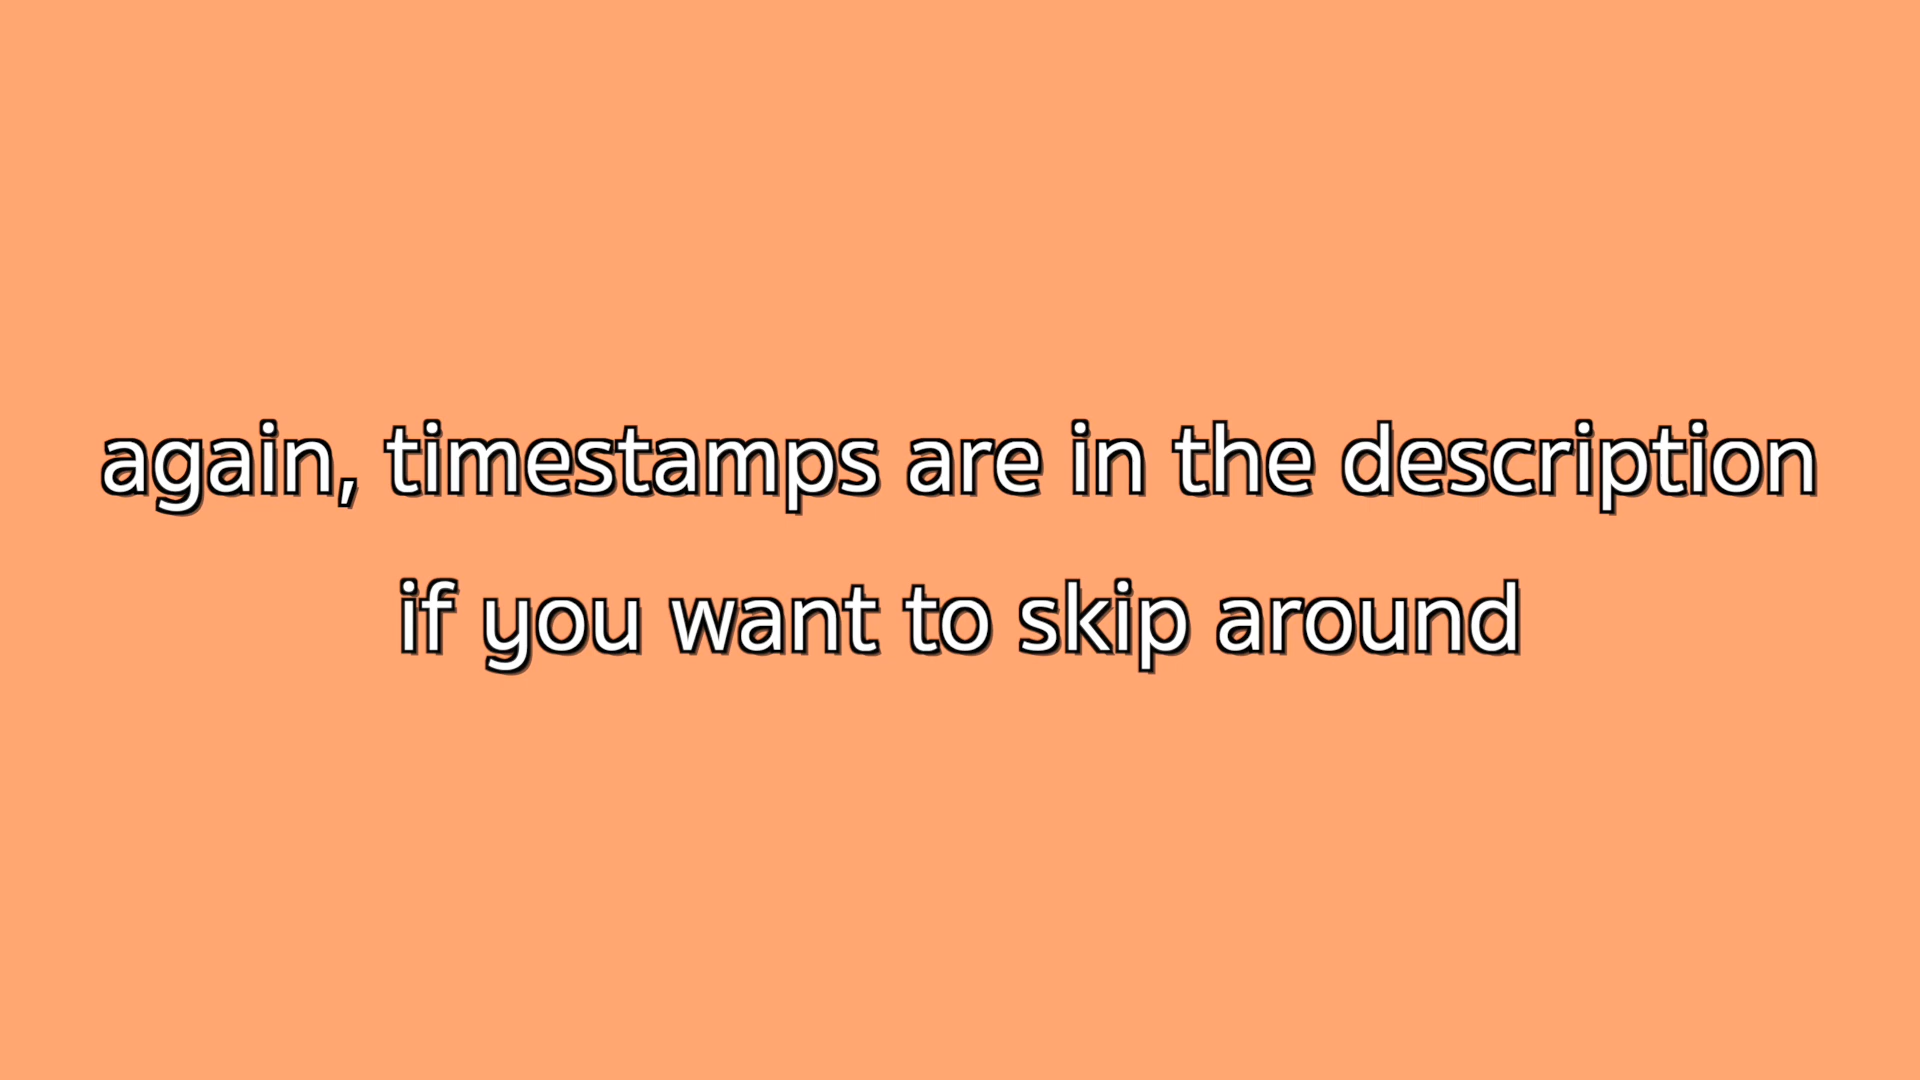 again, timestamps are in the description
if you want to skip around